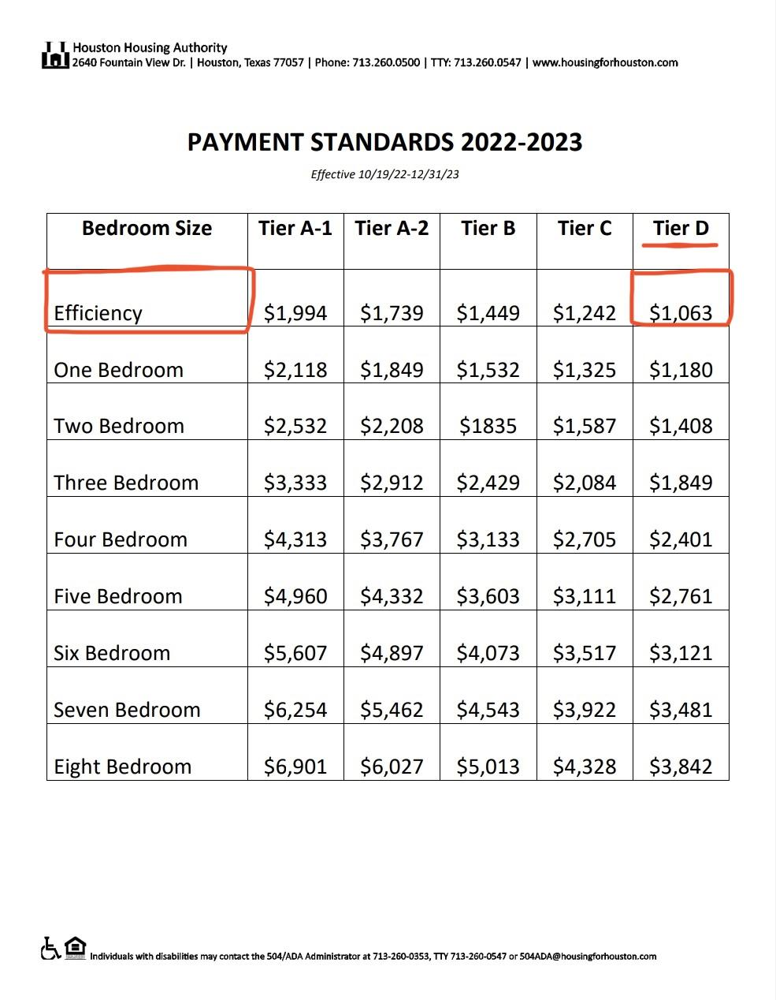 Houston Housing Authority
2640 Fountain View Dr. | Houston, Texas 77057 | Phone: 713.260.0500 | TTY: 713.260.0547 | www.housingforhouston.com
PAYMENT STANDARDS 2022-2023
Effective 10/19/22-12/31/23
Bedroom Size Tier A-1 Tier A-2 Tier B Tier C Tier D
Efficiency $1,994 $1,739 $1,449 $1,242 $1,063
One Bedroom $2,118 $1,849 $1,532 $1,325 $1,180
Two Bedroom $2,532 $2,208 $1835 $1,587 $1,408
Three Bedroom $3,333 $2,912 $2,429 $2,084 $1,849
Four Bedroom $4,313 $3,767 $3,133 $2,705 $2,401
Five Bedroom $4,960 $4,332 $3,603 $3,111 $2,761
Six Bedroom $5,607 $4,897 $4,073 $3,517 $3,121
Seven Bedroom $6,254 $5,462 $4,543 $3,922 $3,481
Eight Bedroom $6,901 $6,027 $5,013 $4,328 $3,842
Individuals with disabilities may contact the 504/ADA Administrator at 713-260-0353, TTY 713-260-0547 or 504ADA@housingforhouston.com